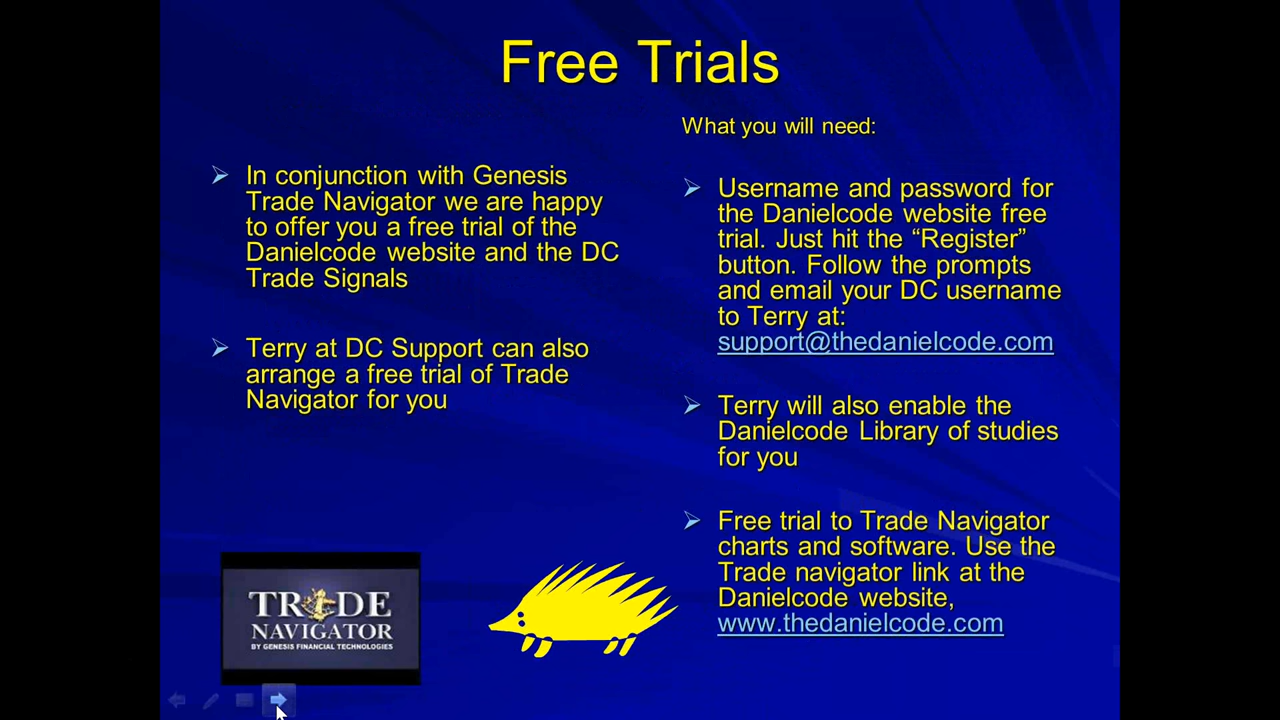 Free Trials
In conjunction with Genesis
Trade Navigator we are happy
to offer you a free trial of the
Danielcode website and the DC
Trade Signals
Terry at DC Support can also
arrange a free trial of Trade
Navigator for you
What you will need:
Username and password for
the Danielcode website free
trial. Just hit the “Register”
button. Follow the prompts
and email your DC username
to Terry at:
support@thedanielcode.com
Terry will also enable the
Danielcode Library of studies
for you
Free trial to Trade Navigator
charts and software. Use the
Trade navigator link at the
Danielcode website,
www.thedanielcode.com
TRADE
NAVIGATOR
BY GENESIS FINANCIAL TECHNOLOGIES